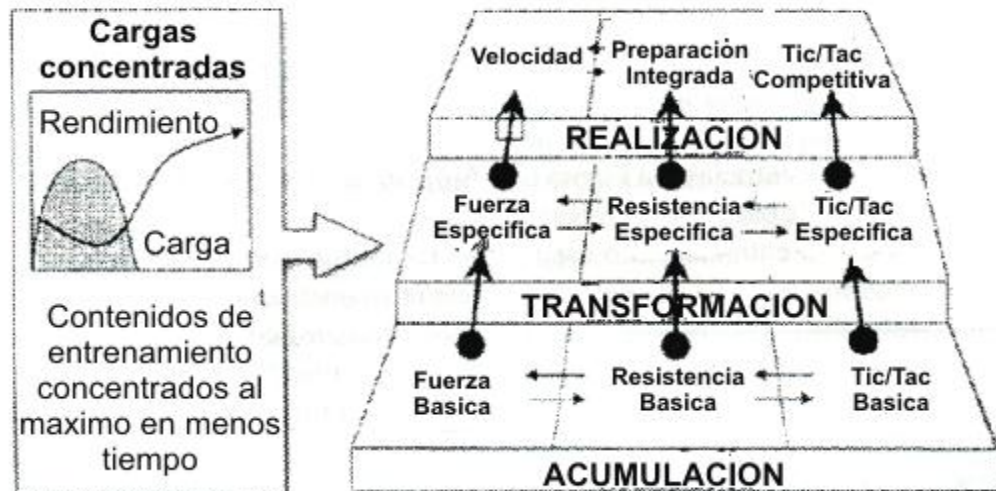 Cargas
concentradas
Rendimiento
Carga
Contenidos de
entrenamiento
concentrados al
maximo en menos
tiempo
Velocidad
Preparación
Integrada
Tic/Tac
Competitiva
REALIZACION
Fuerza
Especifica
Resistencia
Especifica
Tic/Tac
Especifica
TRANSFORMACION
Fuerza
Basica
Resistencia
Basica
Tic/Tac
Basica
ACUMULACION